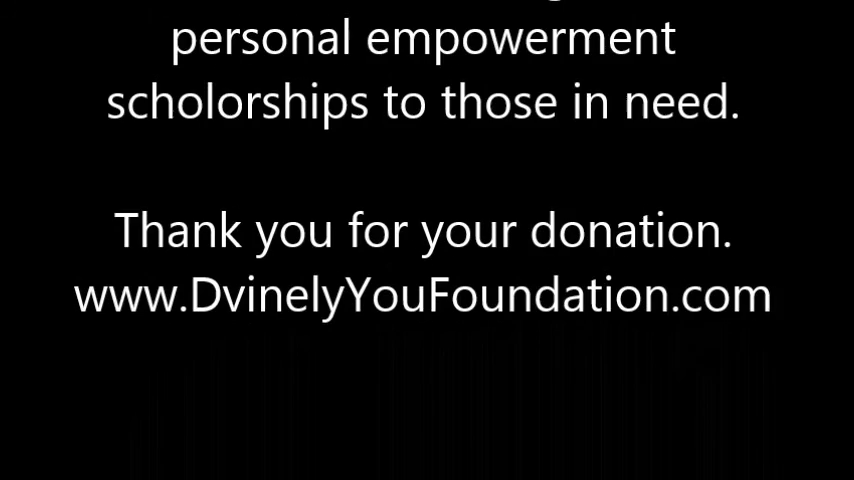 personal empowerment
scholorships to those in need.
Thank you for your donation.
www.DvinelyYouFoundation.com